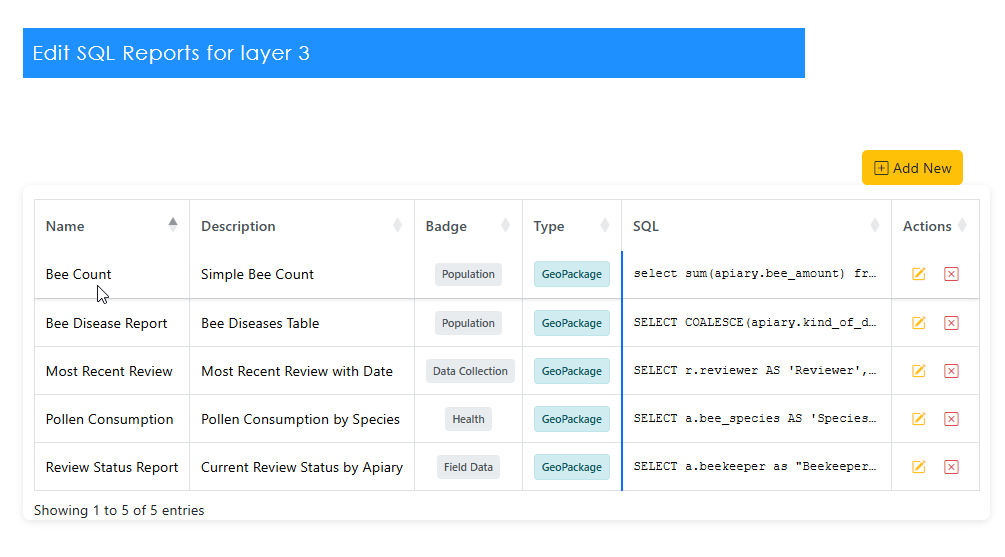 Edit SQL Reports for layer 3
Add New
Name Description Badge Type SQL Actions
Bee Count Simple Bee Count Population GeoPackage select sum(apiary.bee_amount) fr…
Bee Disease Report Bee Diseases Table Population GeoPackage SELECT COALESCE(apiary.kind_of_d…
Most Recent Review Most Recent Review with Date Data Collection GeoPackage SELECT r.reviewer AS 'Reviewer',…
Pollen Consumption Pollen Consumption by Species Health GeoPackage SELECT a.bee_species AS 'Species…
Review Status Report Current Review Status by Apiary Field Data GeoPackage SELECT a.beekeeper as "Beekeeper…
Showing 1 to 5 of 5 entries